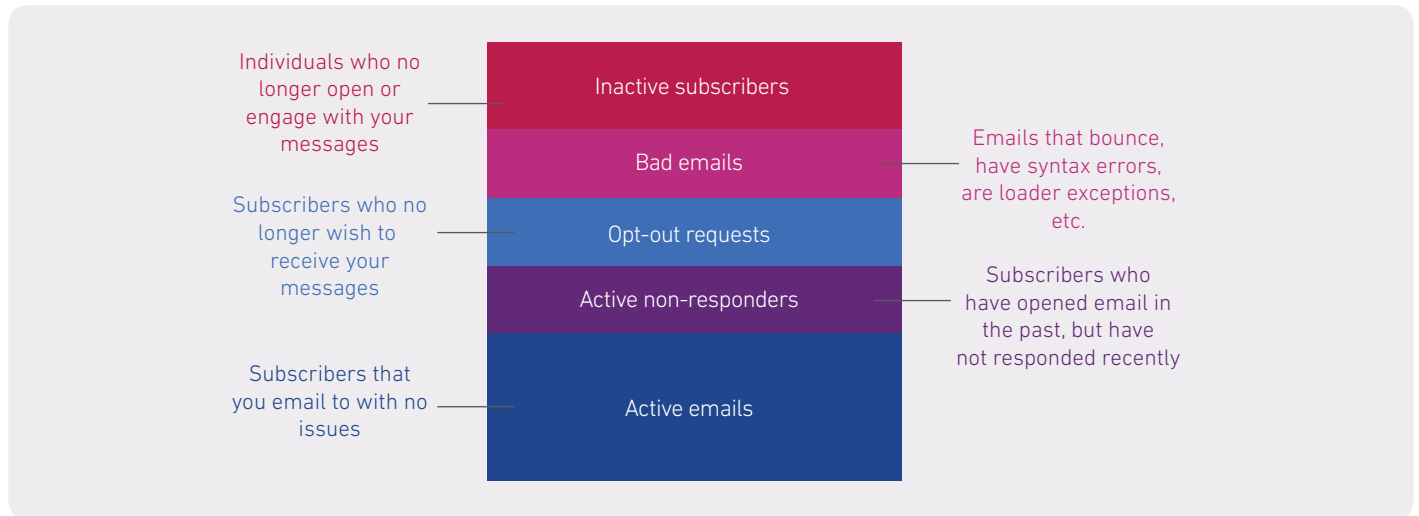 Individuals who no
longer open or
engage with your
messages
Inactive subscribers
Bad emails
Emails that bounce,
have syntax errors,
are loader exceptions,
etc.
Subscribers who no
longer wish to
receive your
messages
Opt-out requests
Active non-responders
Subscribers who
have opened email in
the past, but have
not responded recently
Subscribers that
you email to with no
issues
Active emails